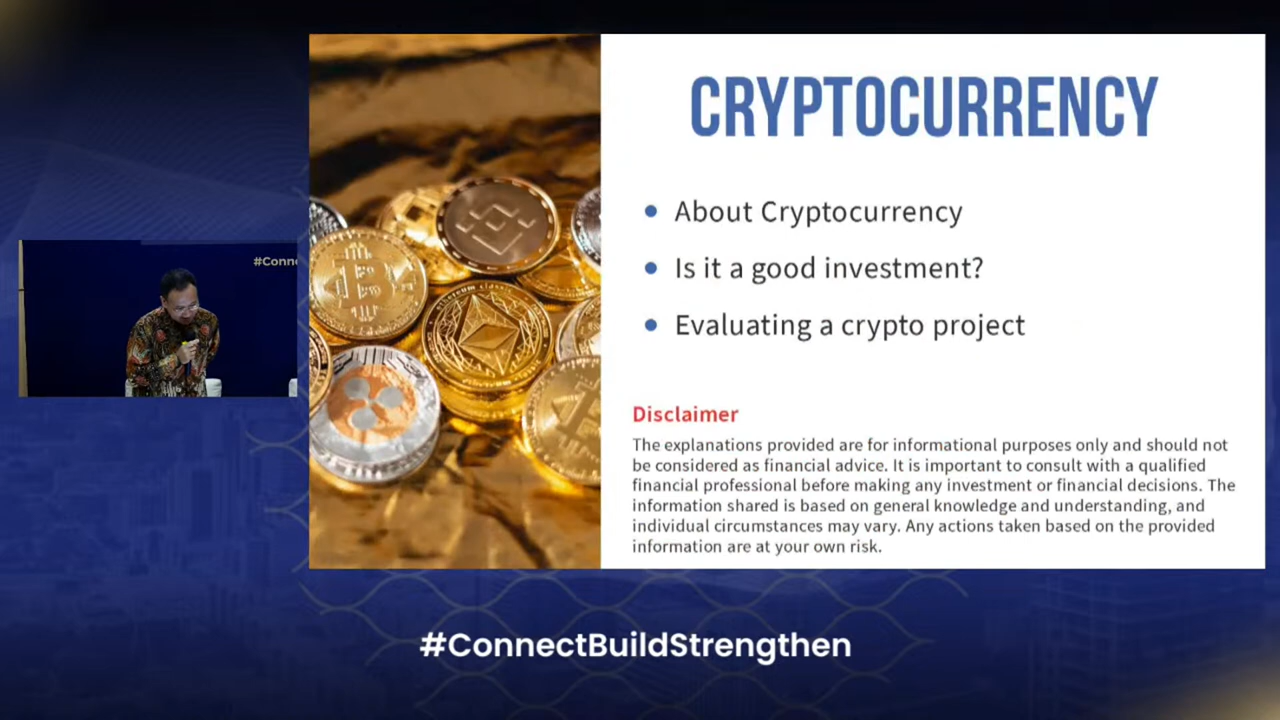 CRYPTOCURRENCY
• About Cryptocurrency
• Is it a good investment?
• Evaluating a crypto project
Disclaimer
The explanations provided are for informational purposes only and should not
be considered as financial advice. It is important to consult with a qualified
financial professional before making any investment or financial decisions. The
information shared is based on general knowledge and understanding, and
individual circumstances may vary. Any actions taken based on the provided
information are at your own risk.
#Conne
ethereum classic
#ConnectBuildStrengthen